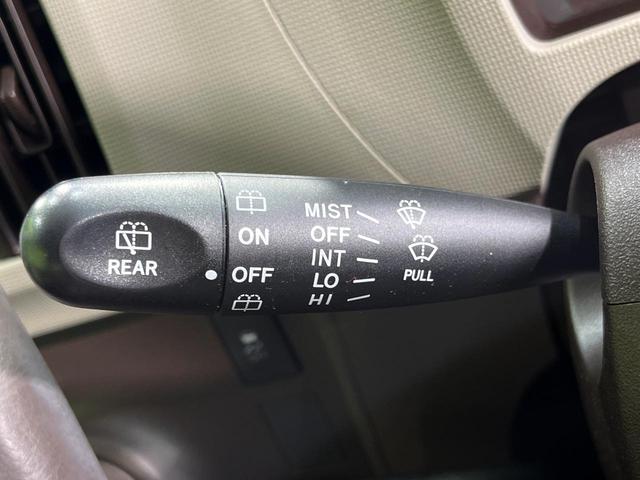 REAR
ON
OFF
MIST
OFF
INT
LO
HI
PULL